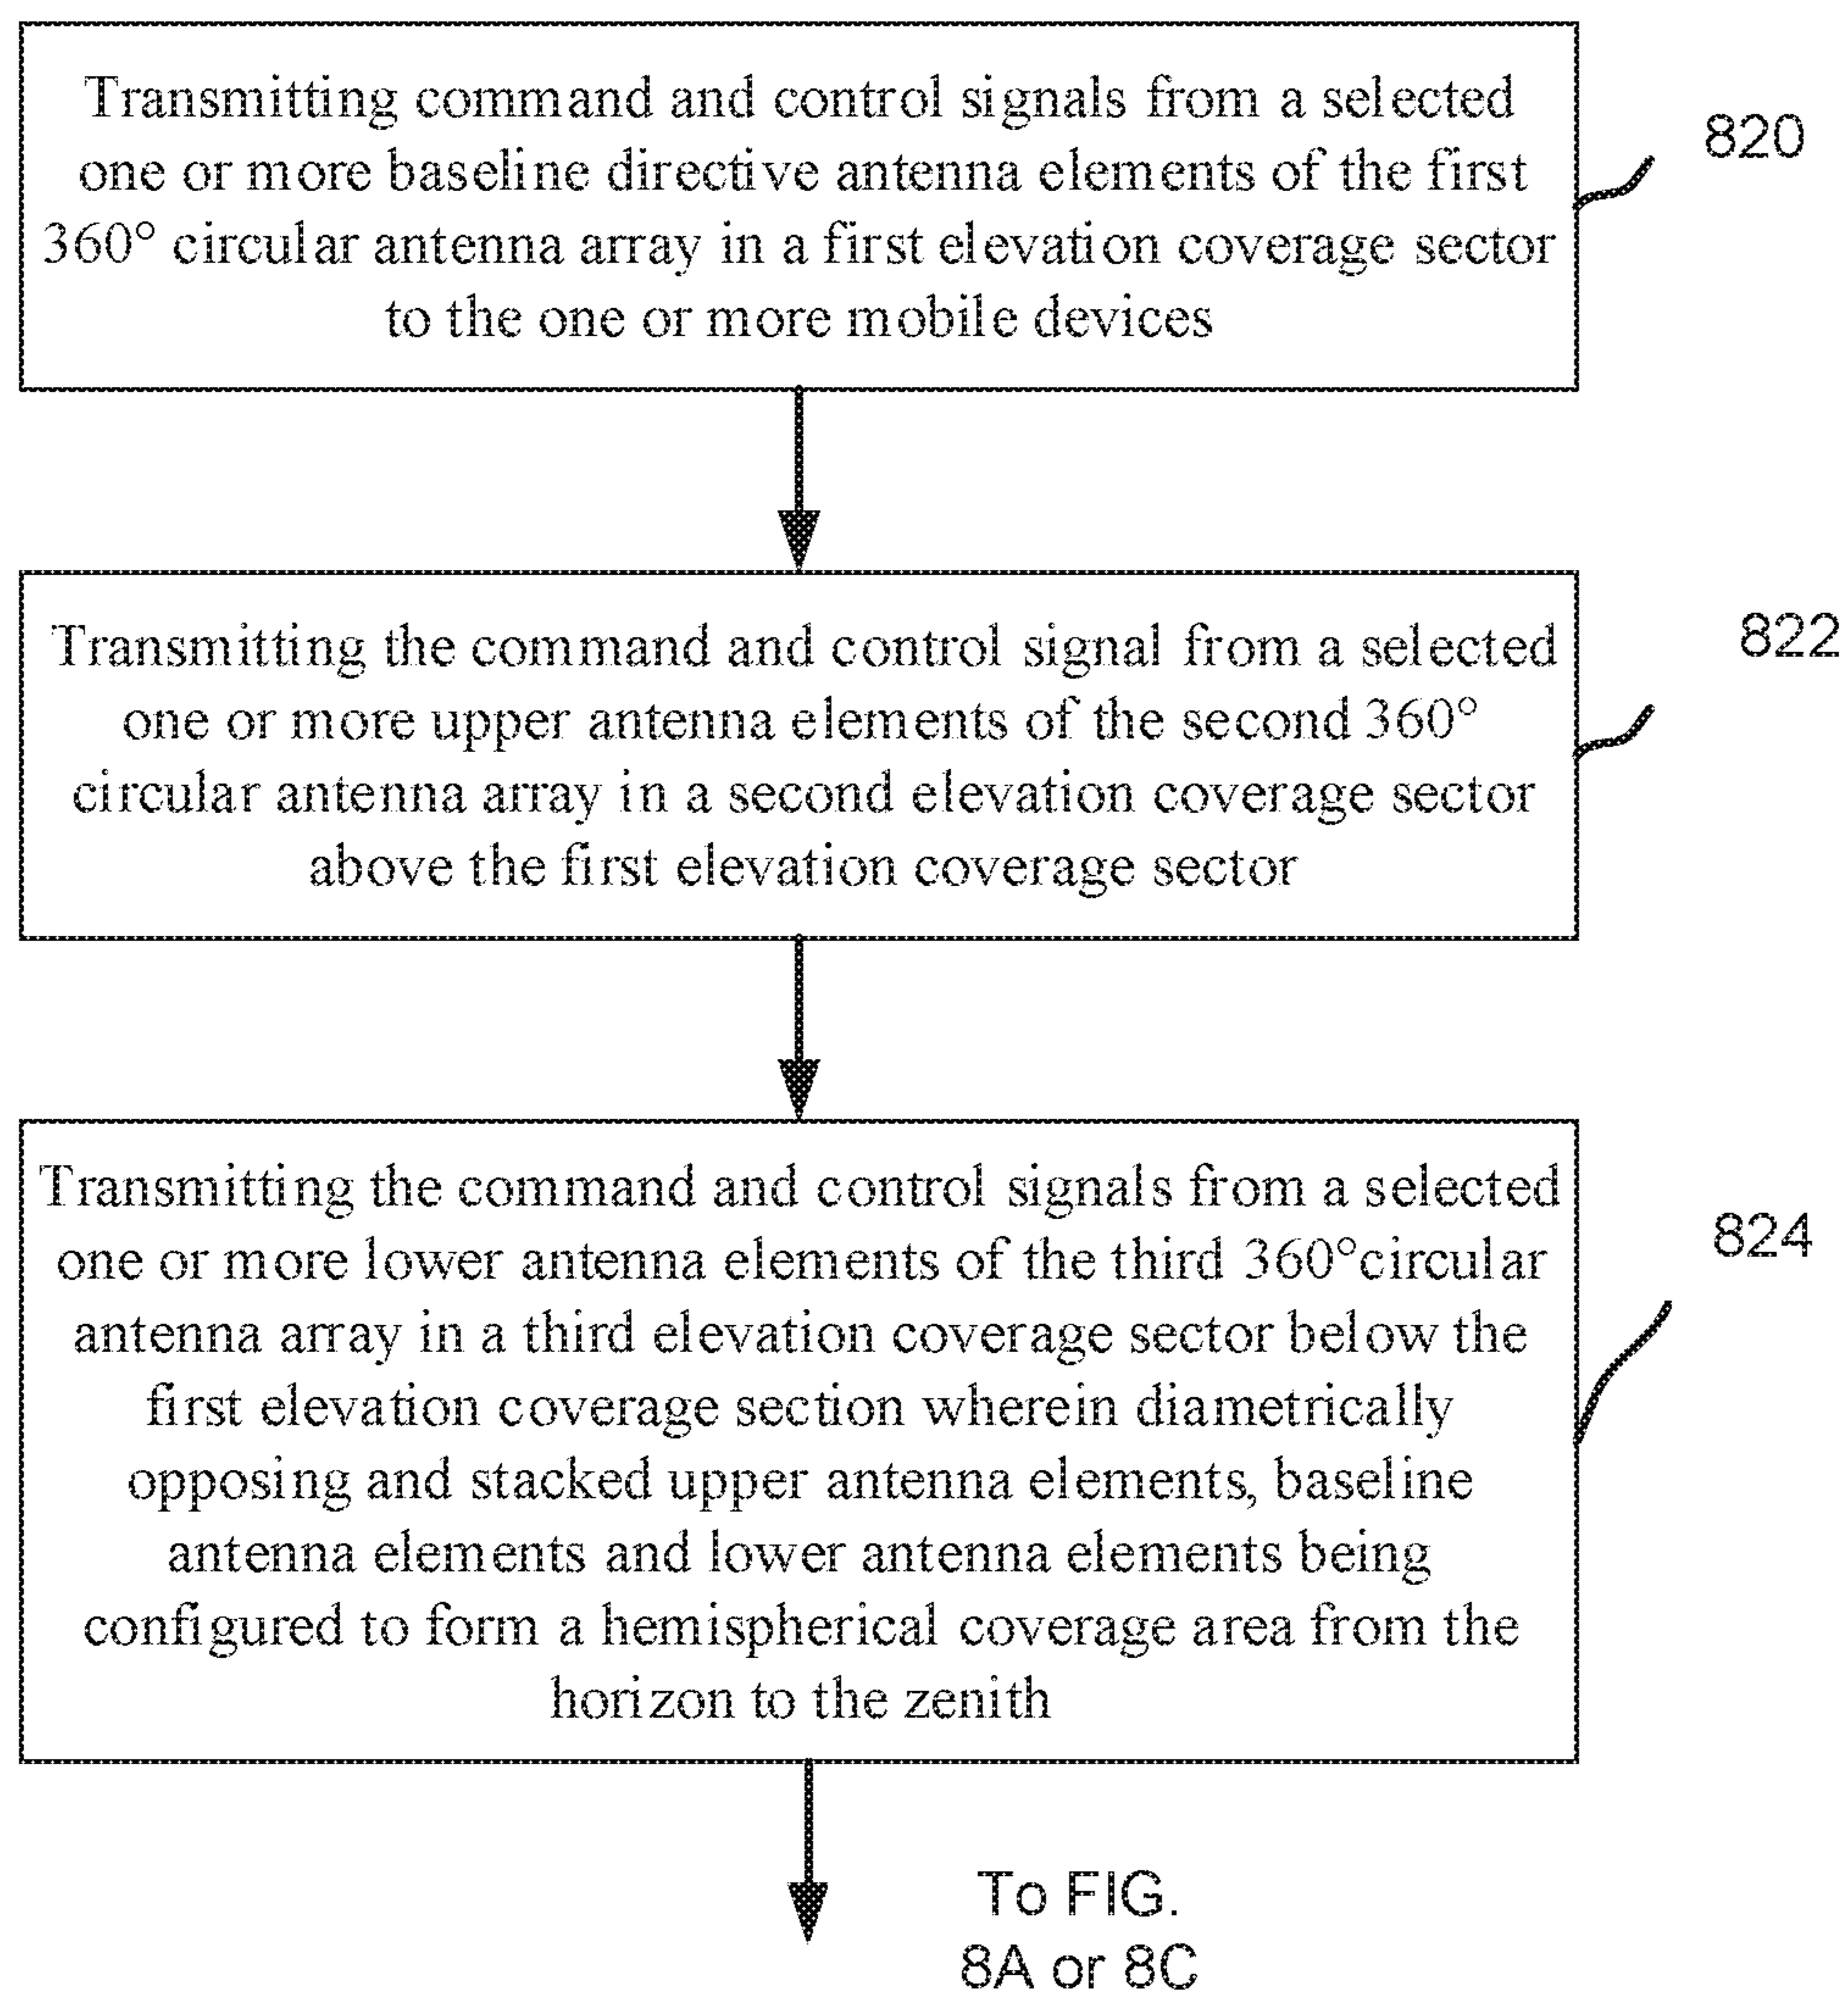 Transmitting command and control signals from a selected
one or more baseline directive antenna elements of the first
360° circular antenna array in a first elevation coverage sector
to the one or more mobile devices
820
Transmitting the command and control signal from a selected
one or more upper antenna elements of the second 360°
circular antenna array in a second elevation coverage sector
above the first elevation coverage sector
822
Transmitting the command and control signals from a selected
one or more lower antenna elements of the third 360°circular
antenna array in a third elevation coverage sector below the
first elevation coverage section wherein diametrically
opposing and stacked upper antenna elements, baseline
antenna elements and lower antenna elements being
configured to form a hemispherical coverage area from the
horizon to the zenith
824
To FIG.
8A or 8C